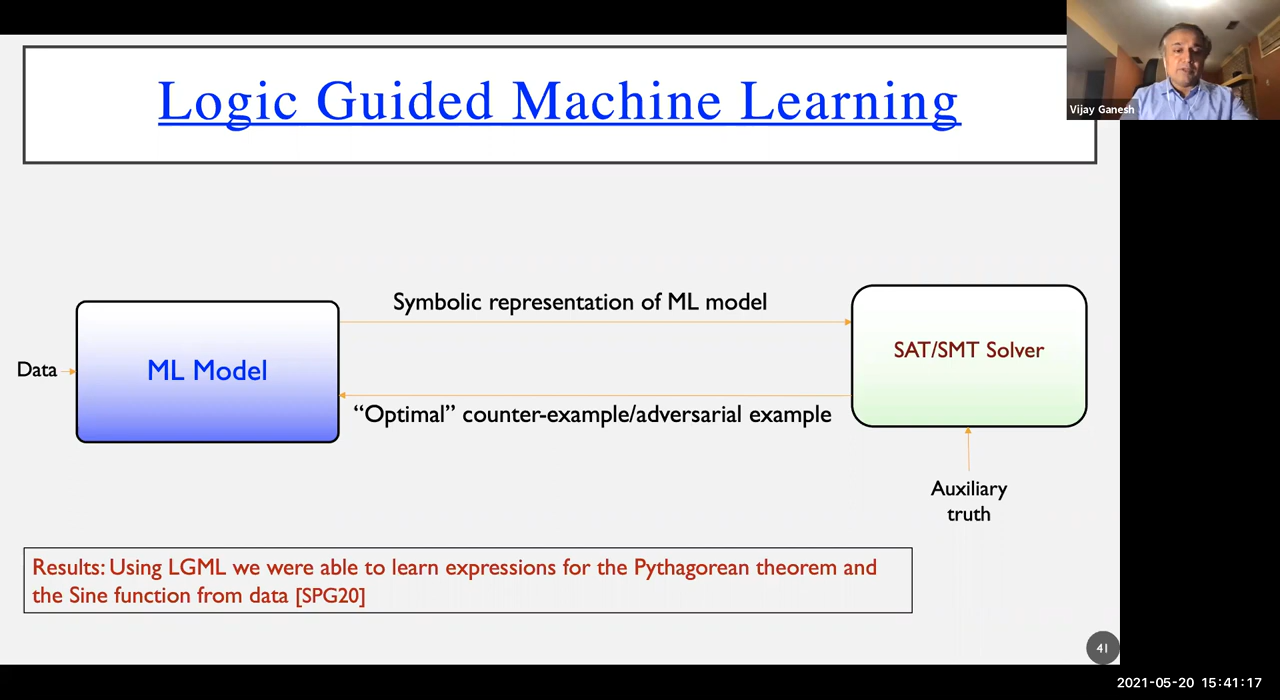 Logic Guided Machine Learning
Vijay Ganesh
Symbolic representation of ML model
SAT/SMT Solver
Data
ML Model
“Optimal” counter-example/adversarial example
Auxiliary
truth
Results: Using LGML we were able to learn expressions for the Pythagorean theorem and
the Sine function from data [SPG20]
41
2021-05-20 15:41:17